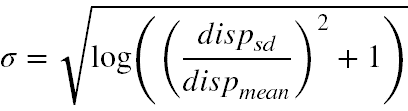 σ = √(log((disp_sd / disp_mean)² + 1))